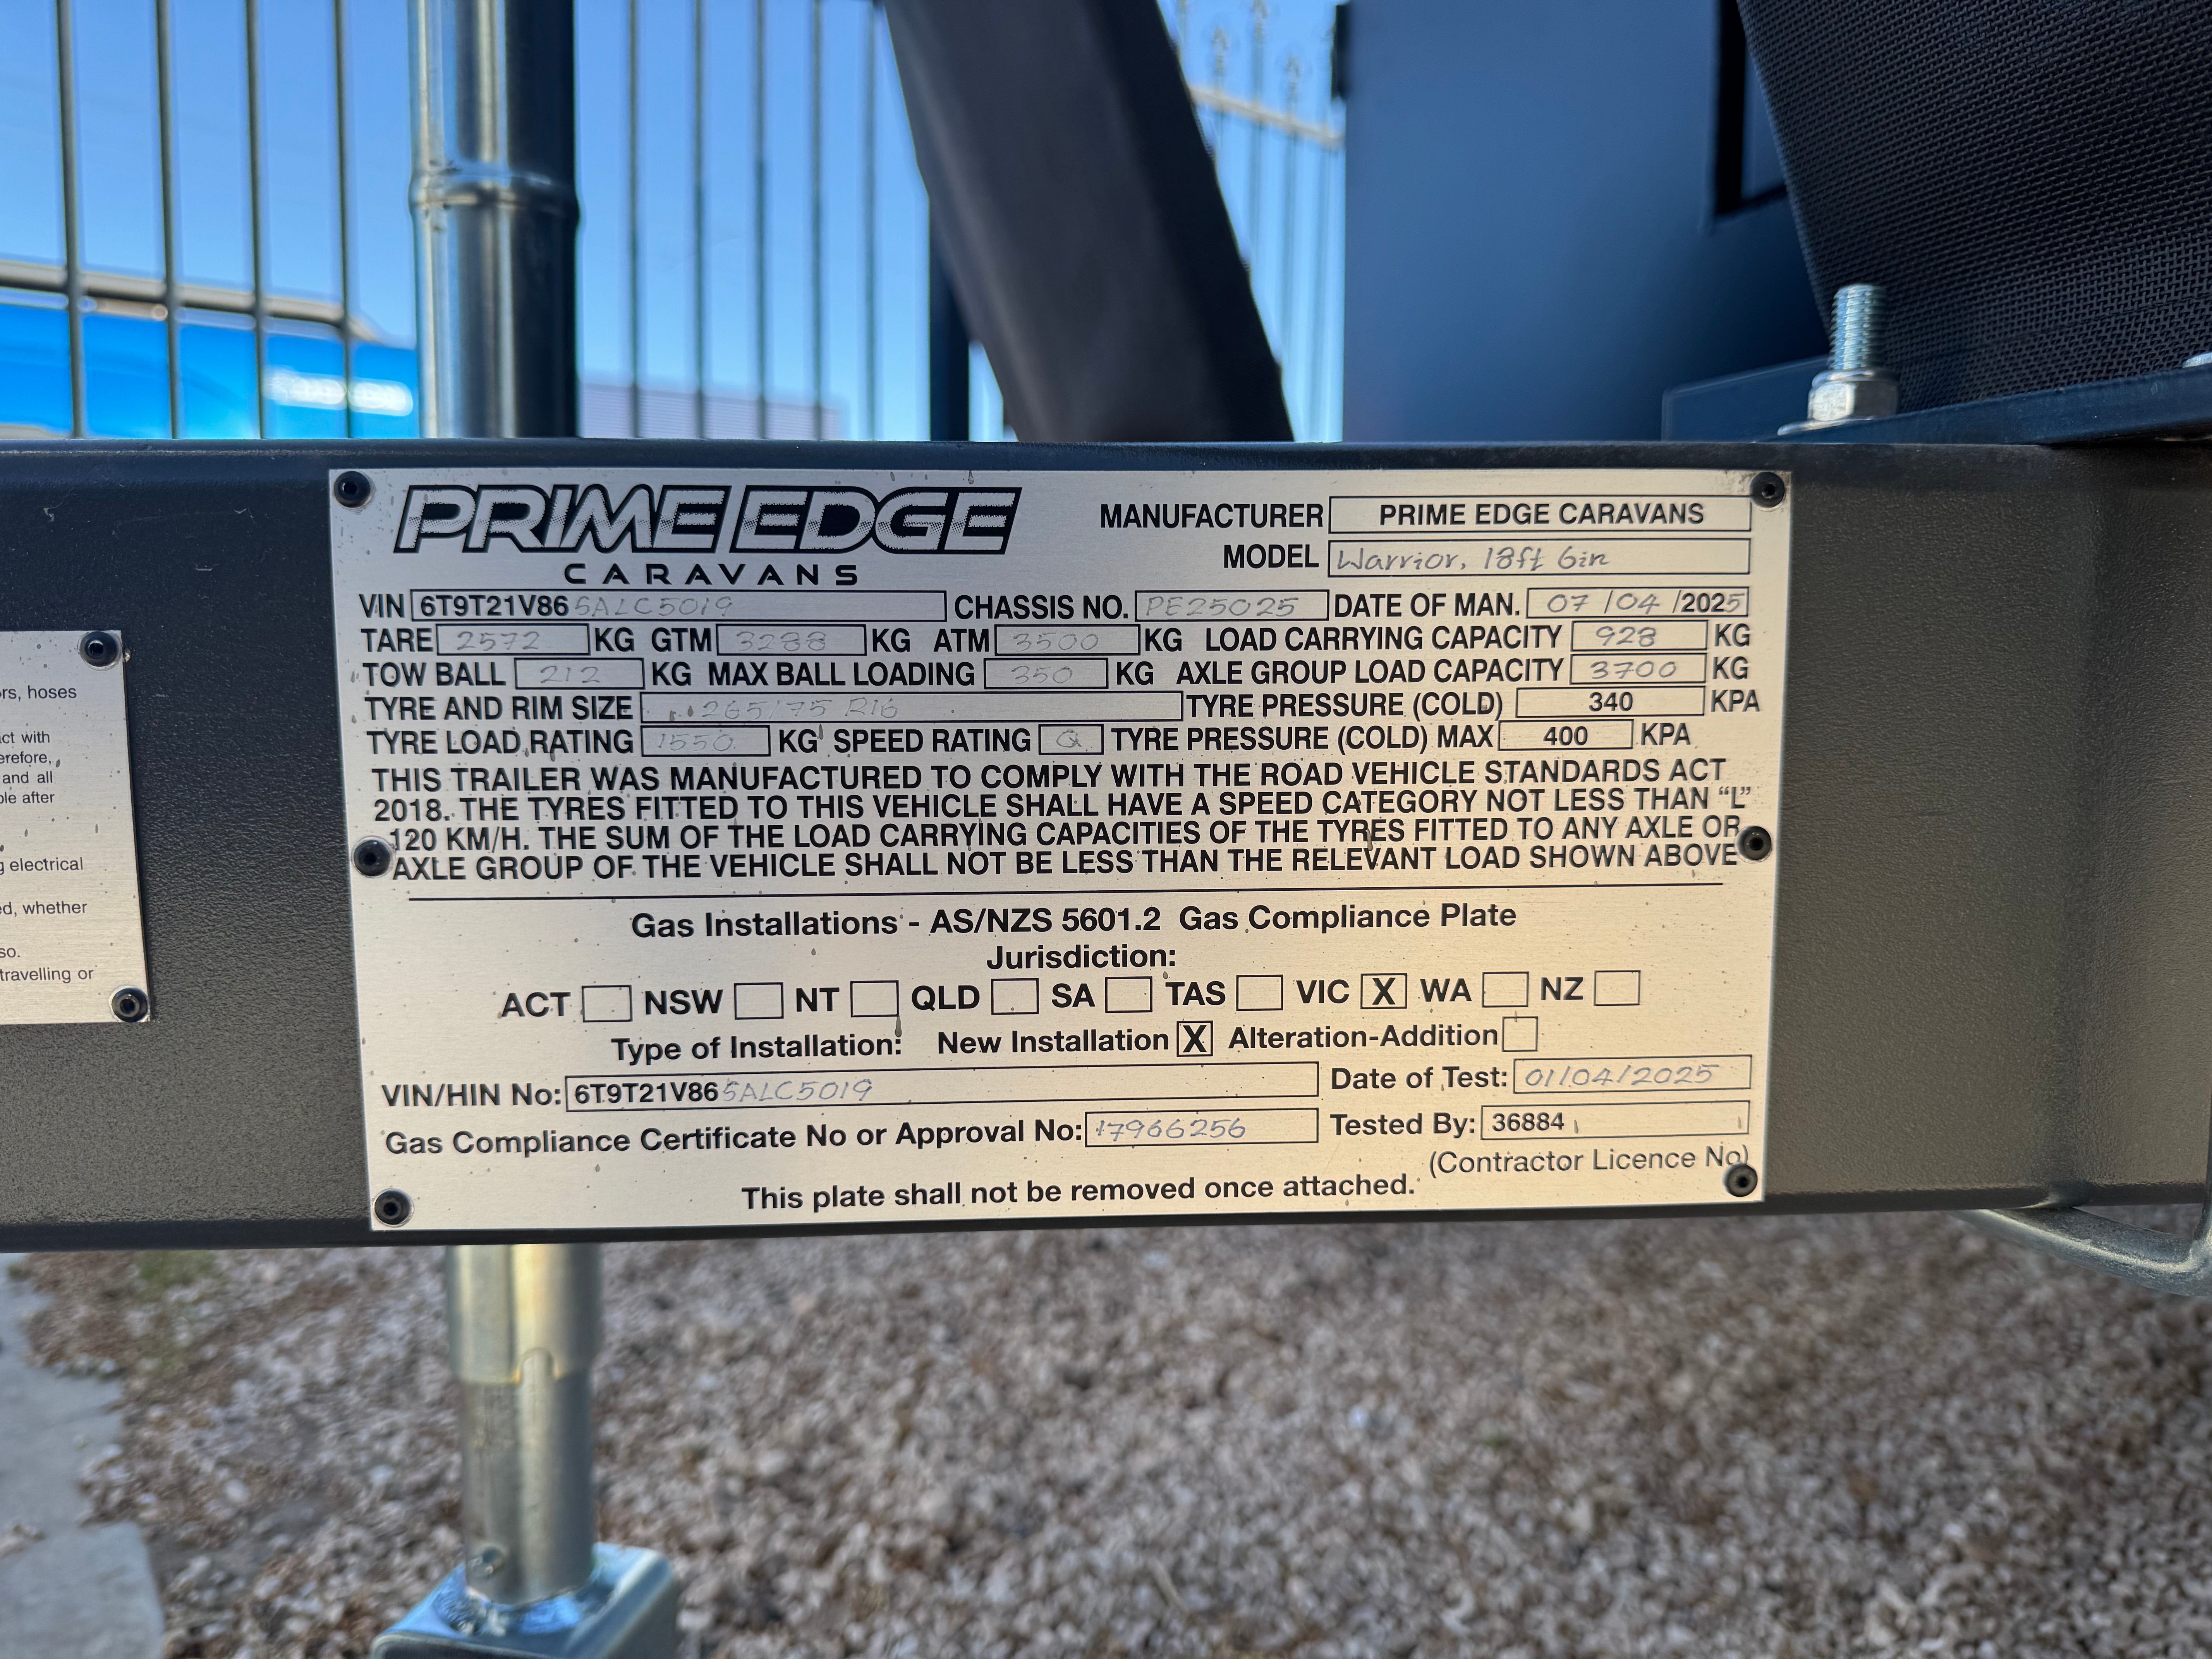 ors, hoses
ct with
erefore,
and all
ole after
g electrical
ed, whether
so.
travelling or
PRIME EDGE
CARAVANS
MANUFACTURER PRIME EDGE CARAVANS
MODEL Warrior, 18ft 6in
VIN 6T9T21V865ALC5019 CHASSIS NO. PE25025 DATE OF MAN. 07/04/2025
TARE 2572 KG GTM 3288 KG ATM 3500 KG LOAD CARRYING CAPACITY 928 KG
TOW BALL 212 KG MAX BALL LOADING 350 KG AXLE GROUP LOAD CAPACITY 3700 KG
TYRE AND RIM SIZE 265/75 R16 TYRE PRESSURE (COLD) 340 KPA
TYRE LOAD RATING 1550 KG SPEED RATING Q TYRE PRESSURE (COLD) MAX 400 KPA
THIS TRAILER WAS MANUFACTURED TO COMPLY WITH THE ROAD VEHICLE STANDARDS ACT
2018. THE TYRES FITTED TO THIS VEHICLE SHALL HAVE A SPEED CATEGORY NOT LESS THAN “L”
120 KM/H. THE SUM OF THE LOAD CARRYING CAPACITIES OF THE TYRES FITTED TO ANY AXLE OR
AXLE GROUP OF THE VEHICLE SHALL NOT BE LESS THAN THE RELEVANT LOAD SHOWN ABOVE
Gas Installations - AS/NZS 5601.2 Gas Compliance Plate
Jurisdiction:
ACT NSW NT QLD SA TAS VIC X WA NZ
Type of Installation: New Installation X Alteration-Addition
VIN/HIN No: 6T9T21V865ALC5019 Date of Test: 01/04/2025
Gas Compliance Certificate No or Approval No: 17966256 Tested By: 36884
(Contractor Licence No)
This plate shall not be removed once attached.